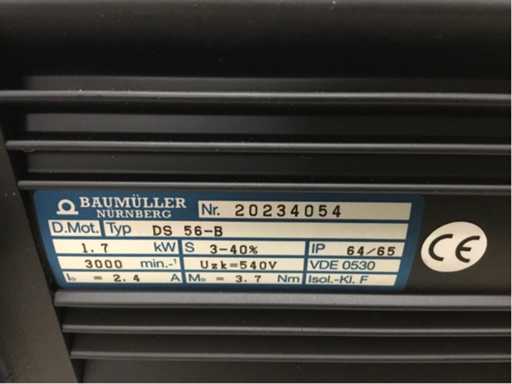 BAUMÜLLER
NÜRNBERG
Nr. 20234054
D.Mot. Typ DS 56-B
1.7 kW S 3-40% IP 64/65
3000 min.-¹ Uzk=540V VDE 0530
I₀ = 2.4 A M₀ = 3.7 Nm Isol.-Kl. F
CE